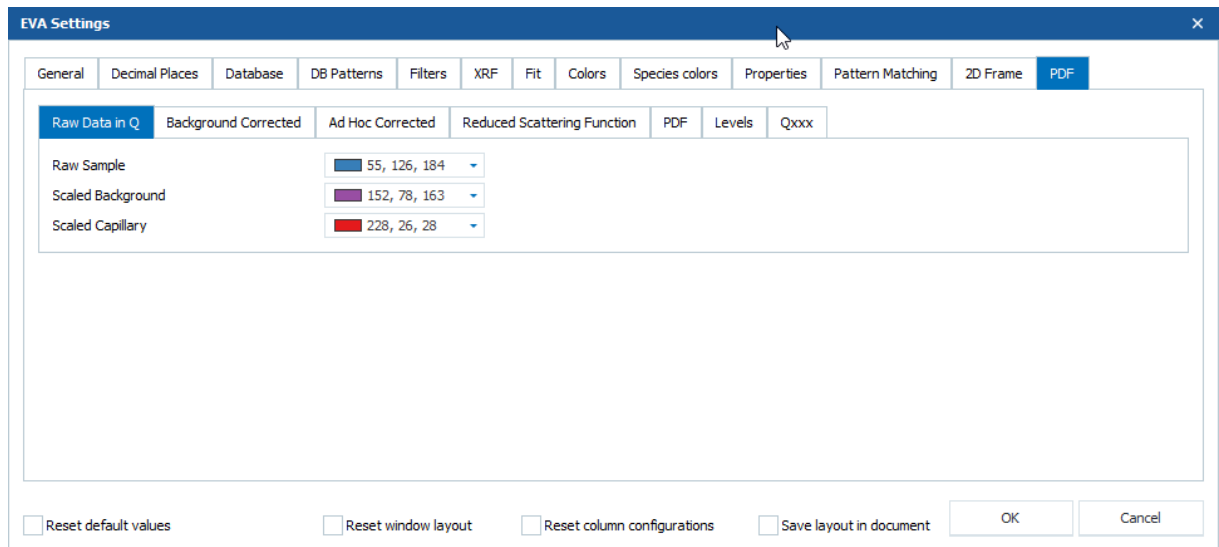 EVA Settings
General Decimal Places Database DB Patterns Filters XRF Fit Colors Species colors Properties Pattern Matching 2D Frame PDF
Raw Data in Q Background Corrected Ad Hoc Corrected Reduced Scattering Function PDF Levels Qxxx
Raw Sample 55, 126, 184
Scaled Background 152, 78, 163
Scaled Capillary 228, 26, 28
Reset default values Reset window layout Reset column configurations Save layout in document OK Cancel